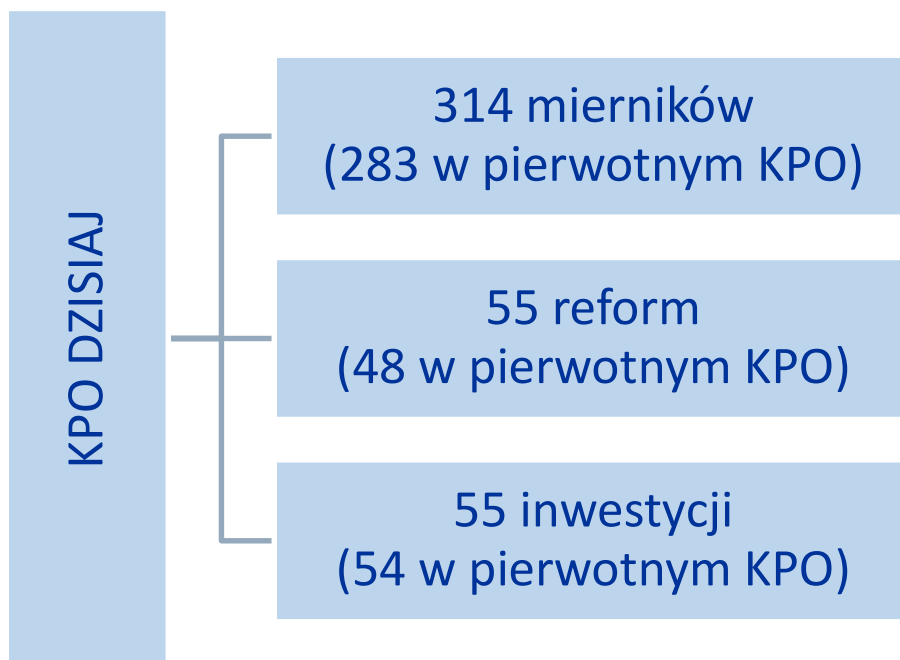 KPO DZISIAJ
314 mierników
(283 w pierwotnym KPO)
55 reform
(48 w pierwotnym KPO)
55 inwestycji
(54 w pierwotnym KPO)